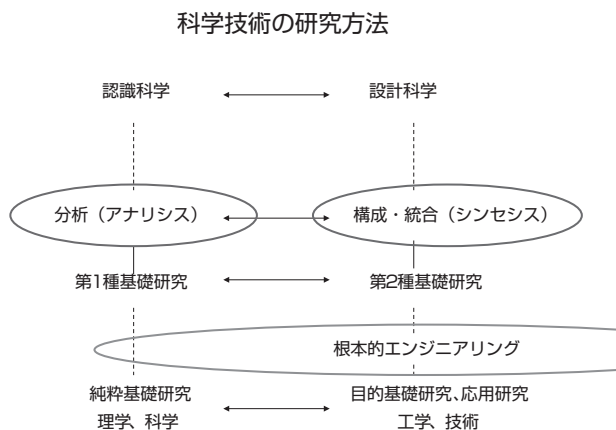 科学技術の研究方法
認識科学 設計科学
分析（アナリシス） 構成・統合（シンセシス）
第1種基礎研究 第2種基礎研究
根本的エンジニアリング
純粋基礎研究 目的基礎研究、応用研究
理学、科学 工学、技術